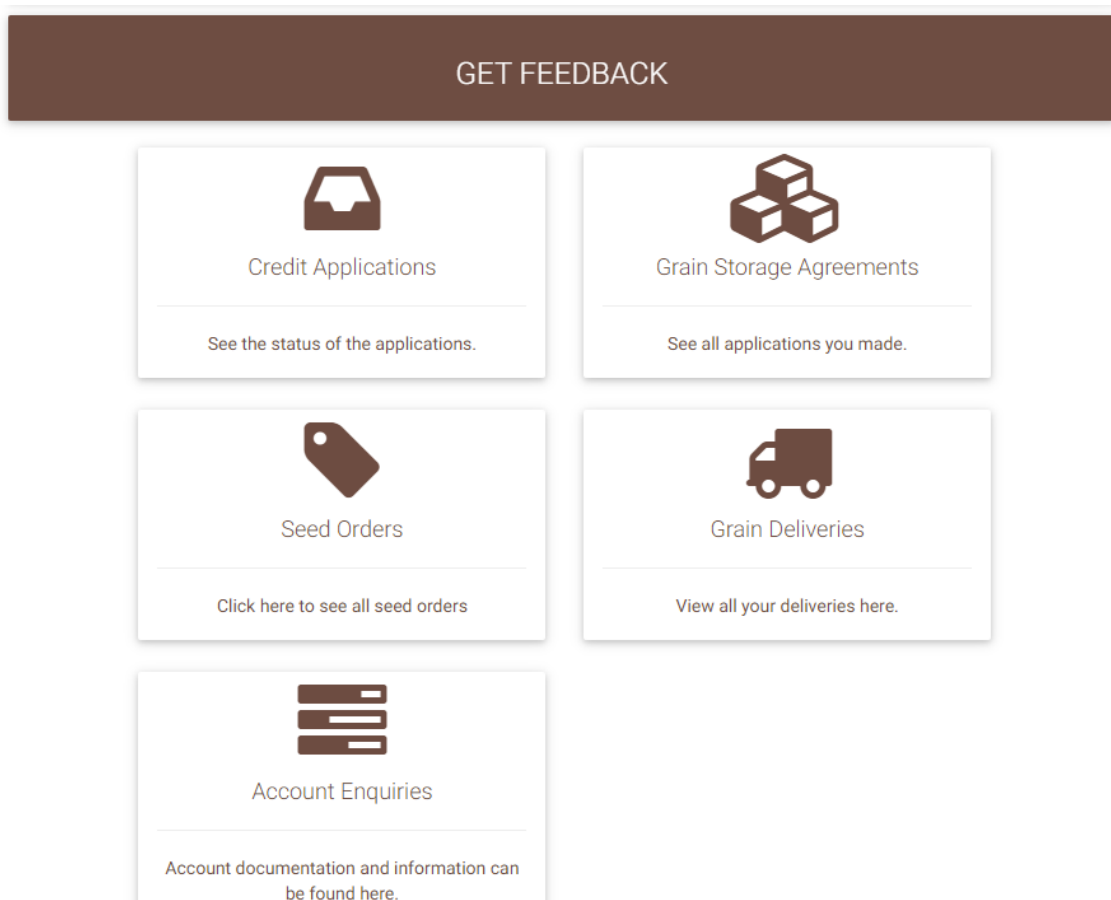 GET FEEDBACK
Credit Applications
See the status of the applications.
Grain Storage Agreements
See all applications you made.
Seed Orders
Click here to see all seed orders
Grain Deliveries
View all your deliveries here.
Account Enquiries
Account documentation and information can
be found here.